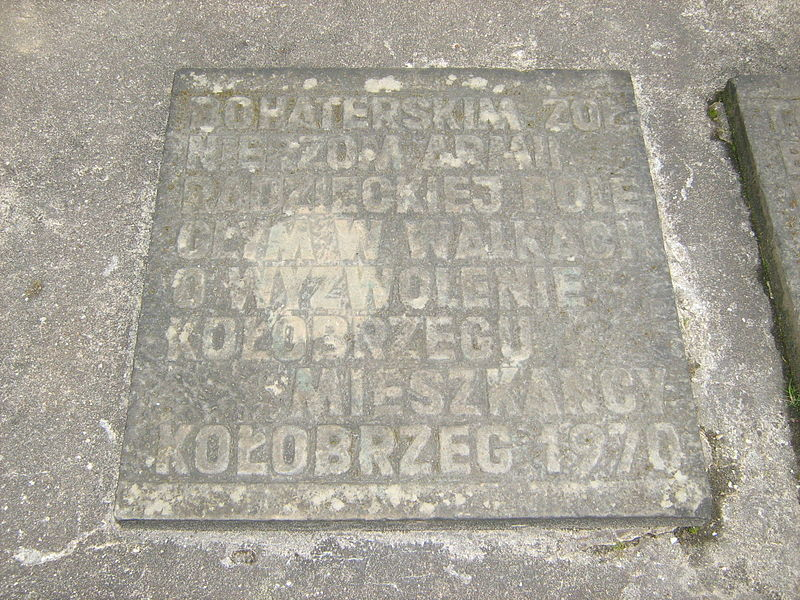 BOHATERSKIM ŻOŁ
NIERZOM ARMII
RADZIECKIEJ POLE
GŁYM W WALKACH
O WYZWOLENIE
KOŁOBRZEGU
MIESZKAŃCY
KOŁOBRZEG 1970